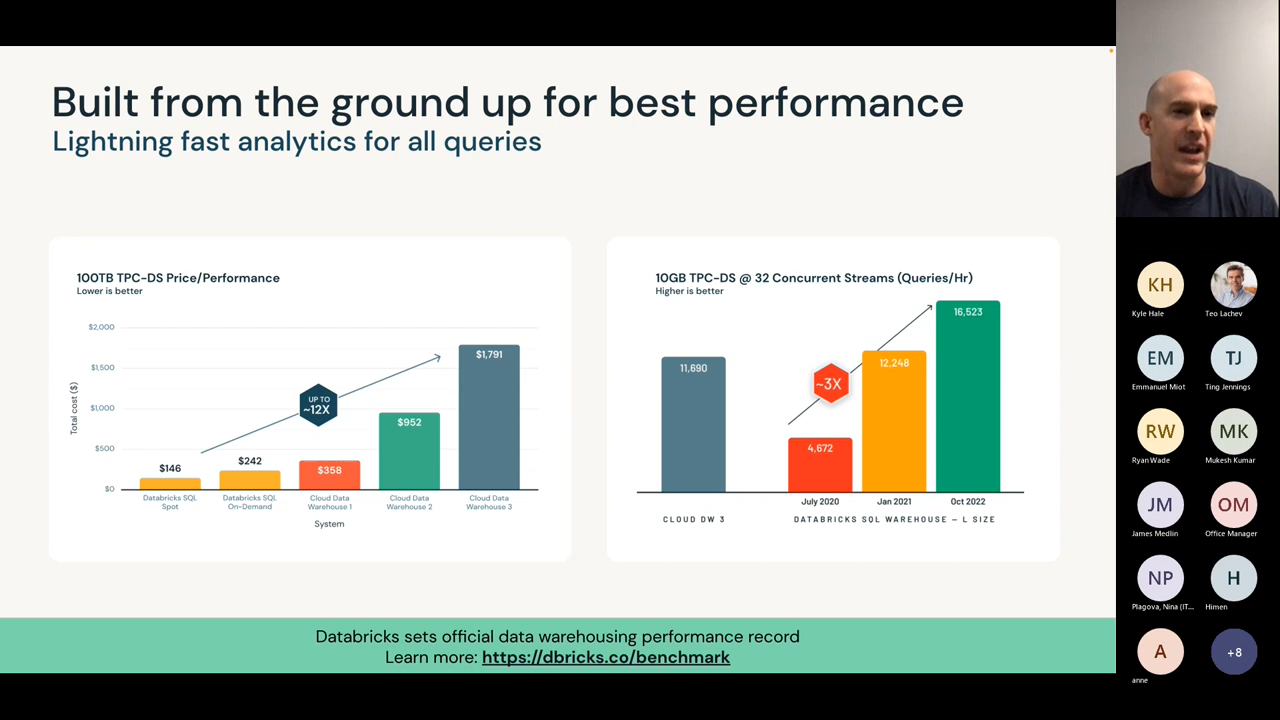 Built from the ground up for best performance
Lightning fast analytics for all queries
100TB TPC-DS Price/Performance
Lower is better
Total cost ($)
$2,000
$1,500
$1,000
$500
$0
UP TO
~12X
$146
$242
$358
$952
$1,791
Databricks SQL
Spot
Databricks SQL
On-Demand
Cloud Data
Warehouse 1
Cloud Data
Warehouse 2
Cloud Data
Warehouse 3
System
10GB TPC-DS @ 32 Concurrent Streams (Queries/Hr)
Higher is better
11,690
~3X
4,672
12,248
16,523
July 2020
Jan 2021
Oct 2022
CLOUD DW 3
DATABRICKS SQL WAREHOUSE – L SIZE
Databricks sets official data warehousing performance record
Learn more: https://dbricks.co/benchmark
KH
Kyle Hale
Teo Lachev
EM
Emmanuel Miot
TJ
Ting Jennings
RW
Ryan Wade
MK
Mukesh Kumar
JM
James Medlin
OM
Office Manager
NP
Plagova, Nina (IT...
H
Himen
A
anne
+8